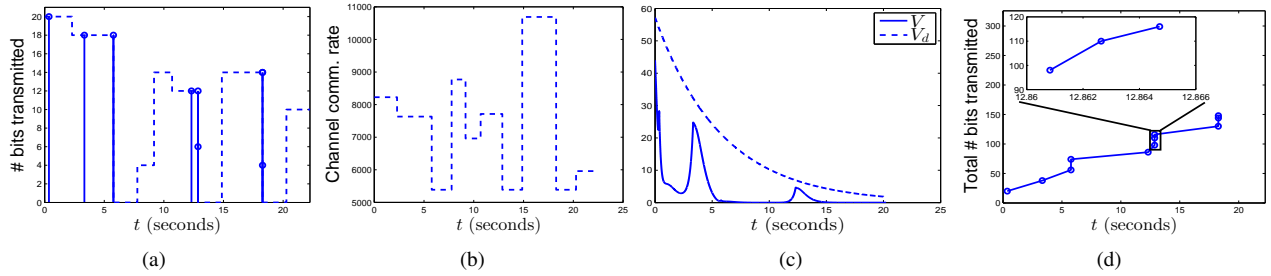 # bits transmitted
20
18
16
14
12
10
8
6
4
2
0
0 5 10 15 20
t (seconds)
(a)
Channel comm. rate
11000
10000
9000
8000
7000
6000
5000
0 5 10 15 20 25
t (seconds)
(b)
60
50
40
30
20
10
0
0 5 10 15 20 25
V
V_d
t (seconds)
(c)
Total # bits transmitted
300
250
200
150
100
50
0
0 5 10 15 20
120
110
100
90
12.86 12.862 12.864 12.866
t (seconds)
(d)